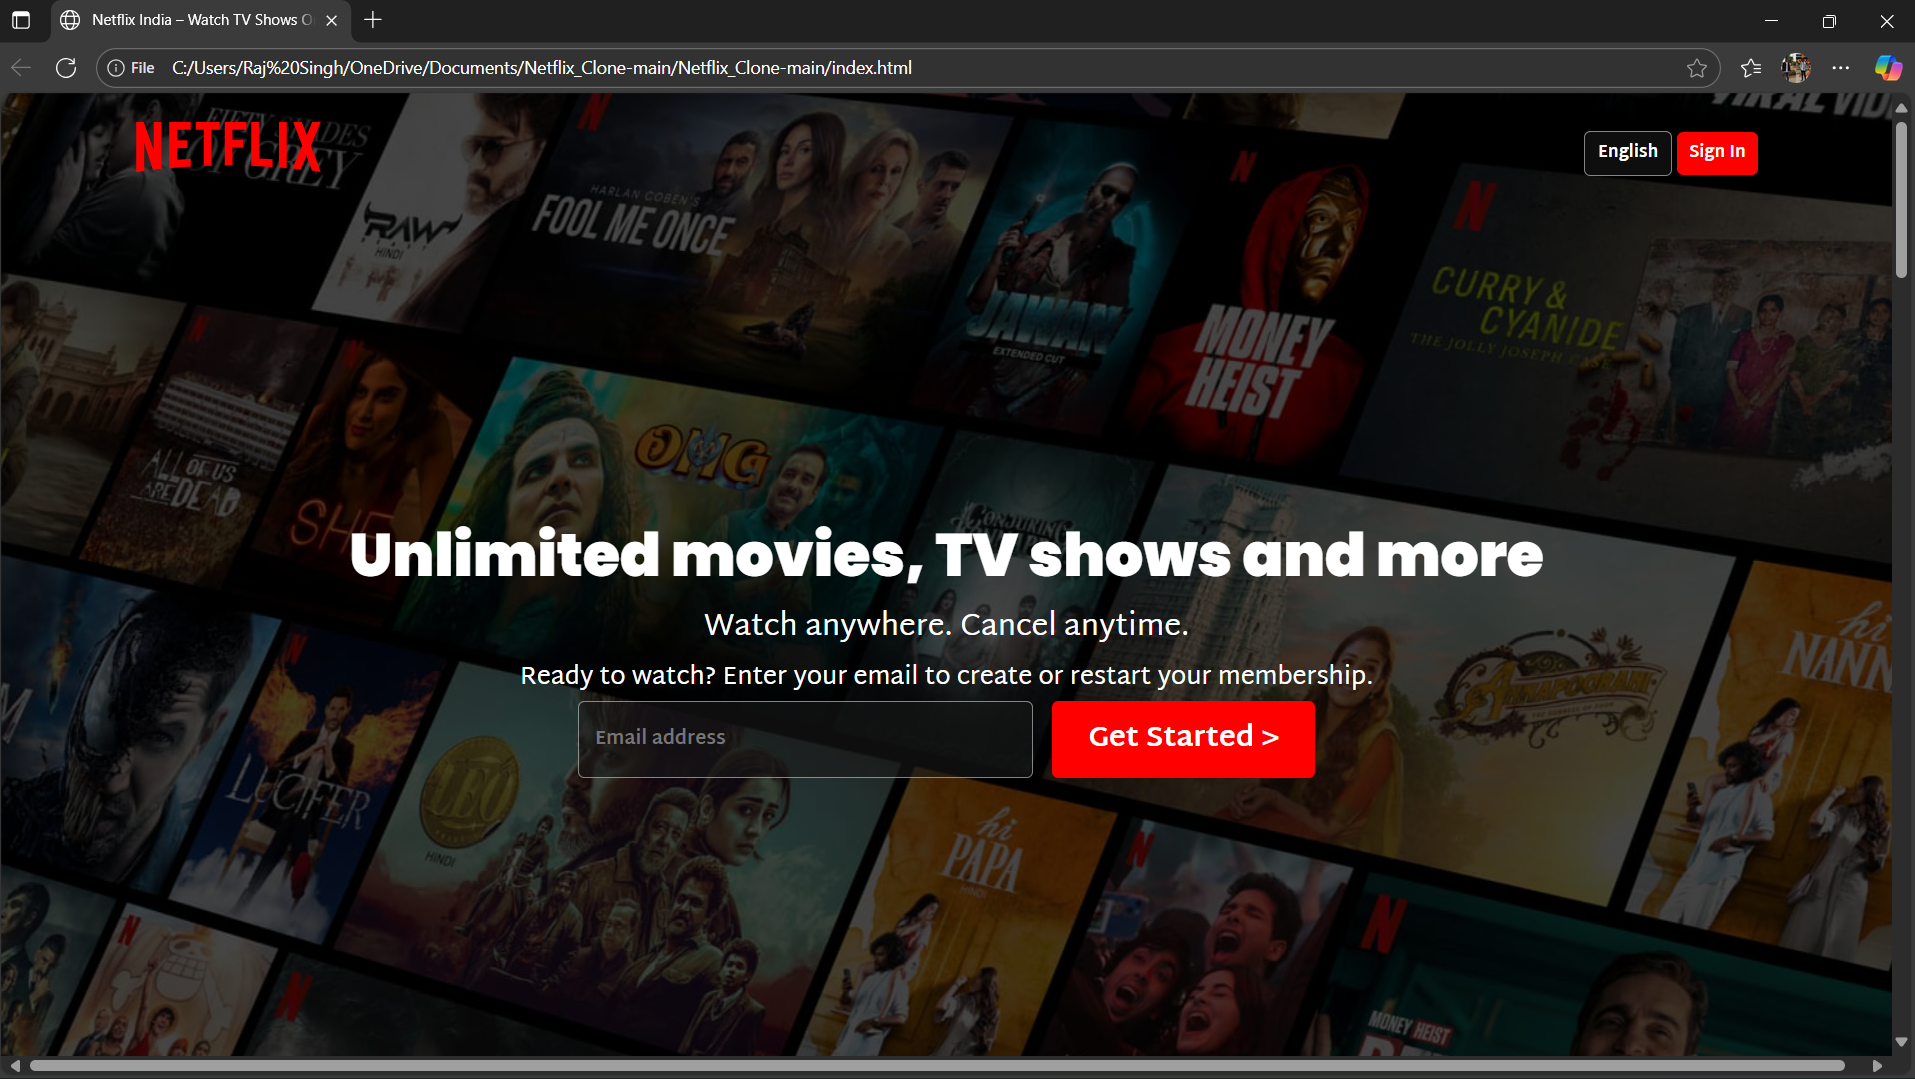 Netflix India – Watch TV Shows O
File C:/Users/Raj%20Singh/OneDrive/Documents/Netflix_Clone-main/Netflix_Clone-main/index.html
VIRAL
FIFTY SHADES
OF GREY
NETFLIX
English
Sign In
N
RAW
HINDI
HARLAN COBEN'S
FOOL ME ONCE
N
JAWAN
EXTENDED CUT
N
MONEY
HEIST
N
CURRY &
CYANIDE
THE JOLLY JOSEPH CASE
N
ALL OF US
ARE DEAD
SHE
OMG
CONJURING
Unlimited movies, TV shows and more
Watch anywhere. Cancel anytime.
Ready to watch? Enter your email to create or restart your membership.
Email address
Get Started >
hi
NANN
ANNAPOORANI
N
LUCIFER
LEO
HINDI
hi
PAPA
HINDI
N
N
N
N
MONEY HEIST